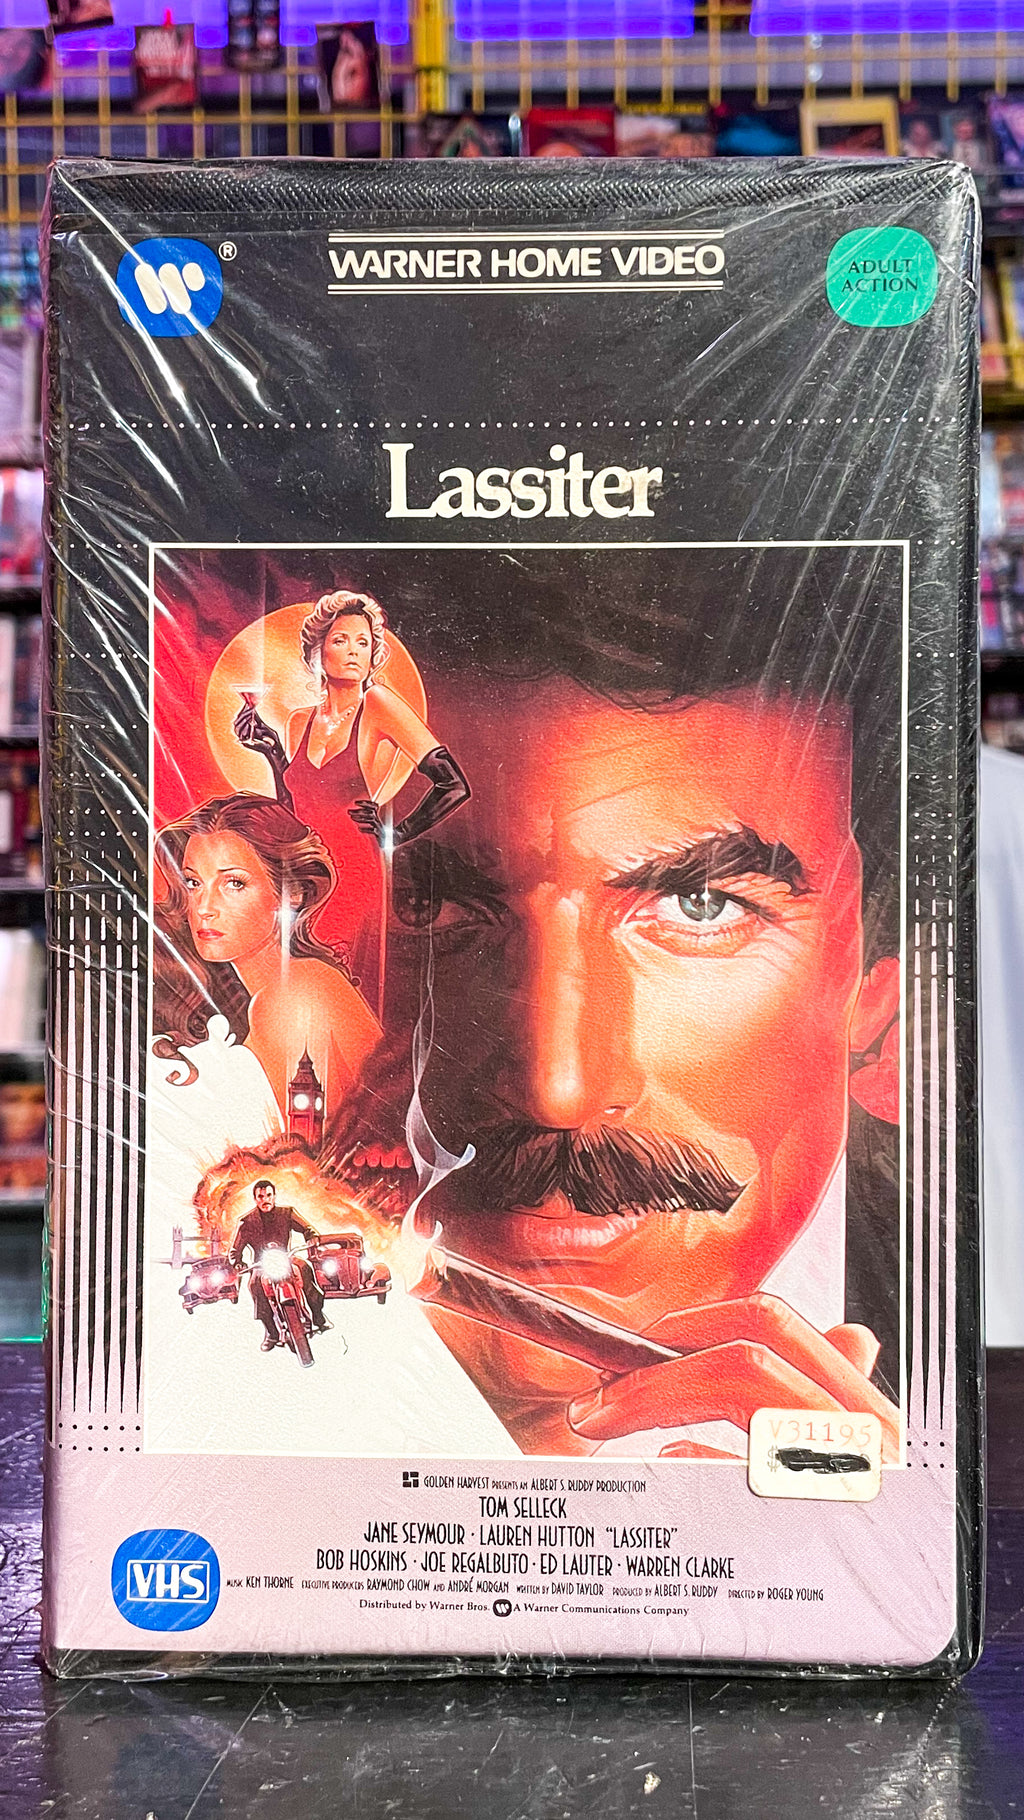 WARNER HOME VIDEO
®
ADULT
ACTION
Lassiter
V31195
$
GOLDEN HARVEST PRESENTS AN ALBERT S. RUDDY PRODUCTION
TOM SELLECK
JANE SEYMOUR · LAUREN HUTTON "LASSITER"
BOB HOSKINS · JOE REGALBUTO · ED LAUTER · WARREN CLARKE
MUSIC KEN THORNE EXECUTIVE PRODUCERS RAYMOND CHOW AND ANDRÉ MORGAN WRITTEN BY DAVID TAYLOR PRODUCED BY ALBERT S. RUDDY DIRECTED BY ROGER YOUNG
Distributed by Warner Bros. W A Warner Communications Company
VHS